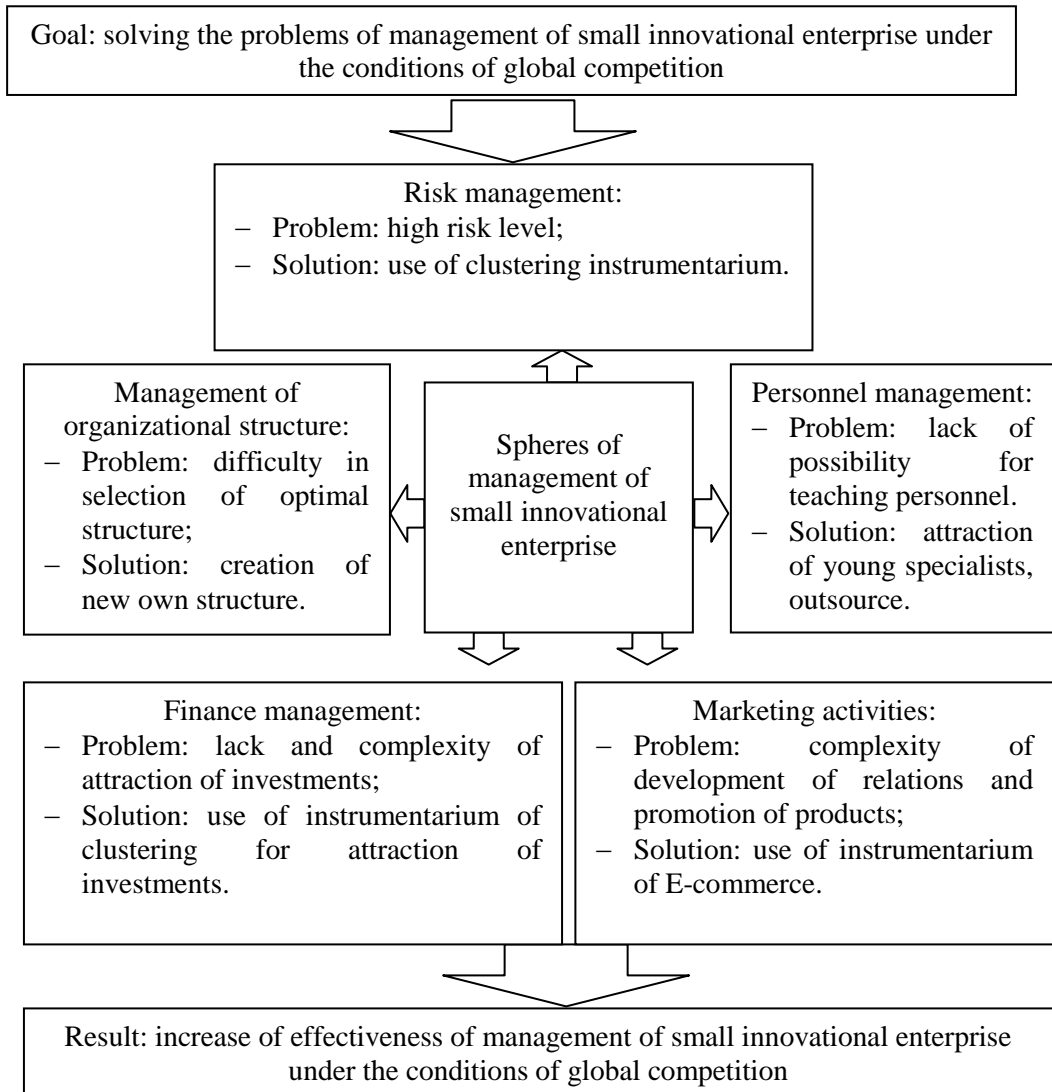 Goal: solving the problems of management of small innovational enterprise under
the conditions of global competition
Risk management:
– Problem: high risk level;
– Solution: use of clustering instrumentarium.
Management of
organizational structure:
– Problem: difficulty in
selection of optimal
structure;
– Solution: creation of
new own structure.
Spheres of
management of
small innovational
enterprise
Personnel management:
– Problem: lack of
possibility for
teaching personnel.
– Solution: attraction
of young specialists,
outsource.
Finance management:
– Problem: lack and complexity of
attraction of investments;
– Solution: use of instrumentarium of
clustering for attraction of
investments.
Marketing activities:
– Problem: complexity of
development of relations and
promotion of products;
– Solution: use of instrumentarium
of E-commerce.
Result: increase of effectiveness of management of small innovational enterprise
under the conditions of global competition